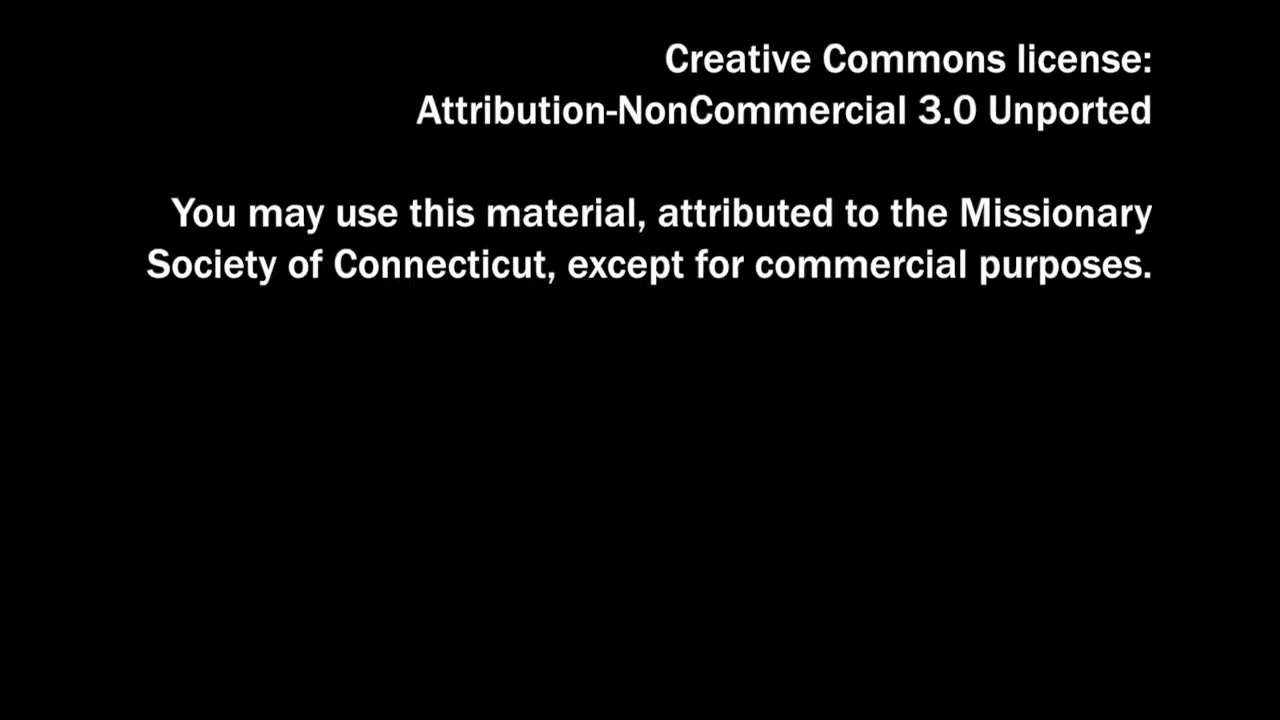 Creative Commons license:
Attribution-NonCommercial 3.0 Unported
You may use this material, attributed to the Missionary
Society of Connecticut, except for commercial purposes.